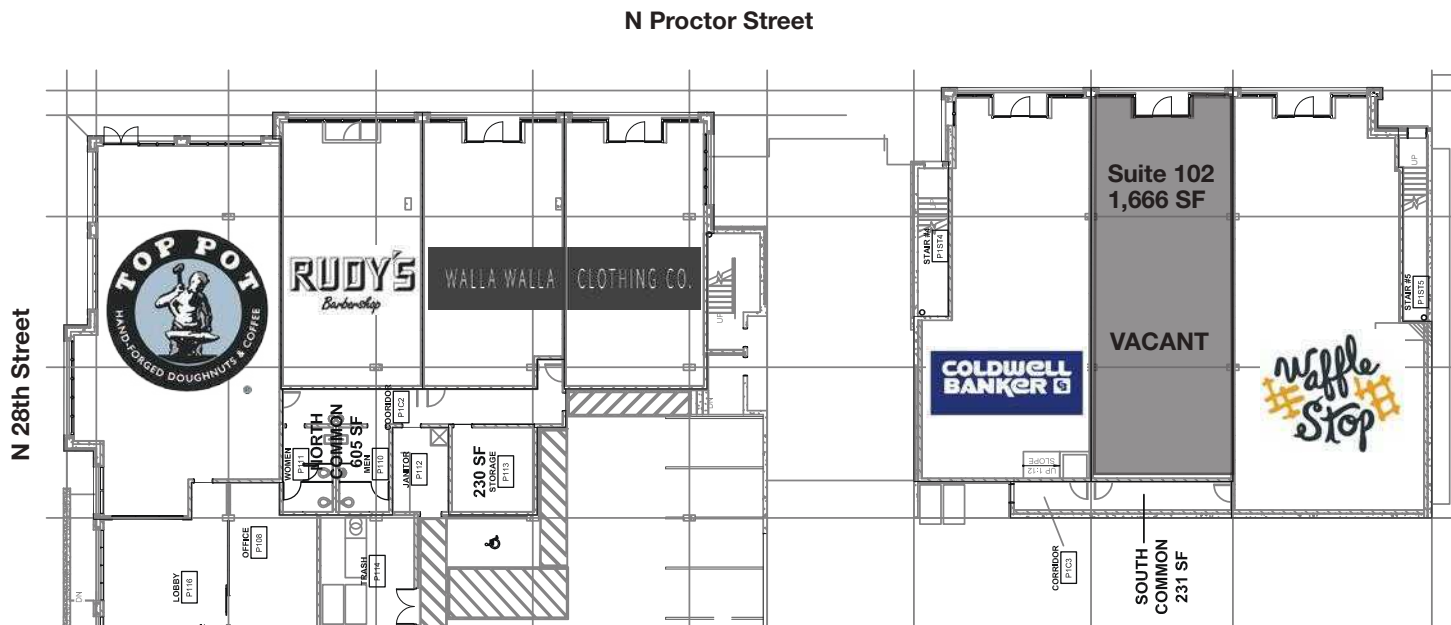 N Proctor Street
N 28th Street
TOP POT
HAND-FORGED DOUGHNUTS & COFFEE
RUDY'S
Barbershop
WALLA WALLA CLOTHING CO.
UP
DN
STAIR #4
P1ST4
COLDWELL
BANKER
Suite 102
1,666 SF
VACANT
Waffle
Stop
UP
STAIR #5
P1ST5
WOMEN
P111
NORTH
COMMON
605 SF
MEN
P110
CORRIDOR
P1C2
JANITOR
P112
230 SF
STORAGE
P113
OFFICE
P108
LOBBY
P116
DN
TRASH
P114
UP 1:12
SLOPE
CORRIDOR
P1C3
SOUTH
COMMON
231 SF